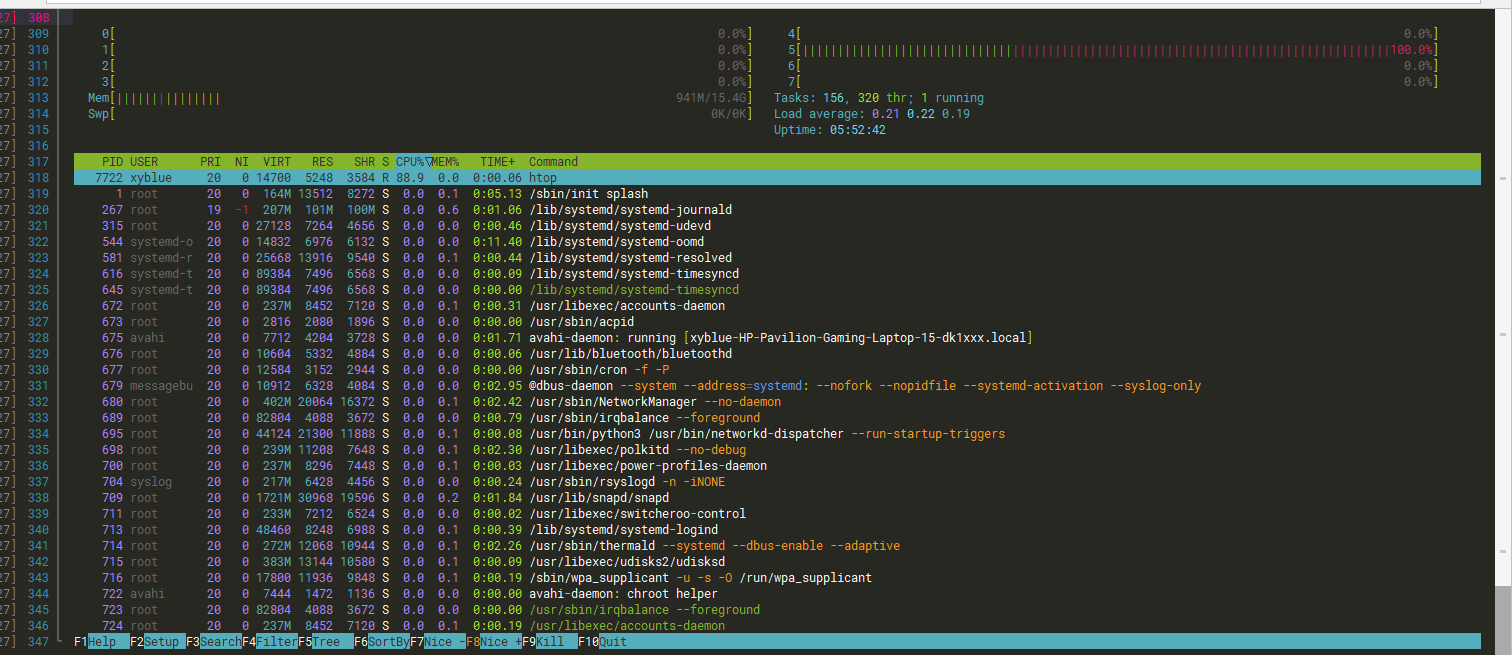 27] 308
27] 309 0[ 0.0%] 4[ 0.0%]
27] 310 1[ 0.0%] 5[||||||||||||||||||||||||||||||||||||||||||||||||||||||||||||||||||||||||||||||||||||100.0%]
27] 311 2[ 0.0%] 6[ 0.0%]
27] 312 3[ 0.0%] 7[ 0.0%]
27] 313 Mem[||||||||||||||| 941M/15.4G] Tasks: 156, 320 thr; 1 running
27] 314 Swp[ 0K/0K] Load average: 0.21 0.22 0.19
27] 315 Uptime: 05:52:42
27] 316
27] 317 PID USER PRI NI VIRT RES SHR S CPU%▽MEM% TIME+ Command
27] 318 7722 xyblue 20 0 14700 5248 3584 R 88.9 0.0 0:00.06 htop
27] 319 1 root 20 0 164M 13512 8272 S 0.0 0.1 0:05.13 /sbin/init splash
27] 320 267 root 19 -1 207M 101M 100M S 0.0 0.6 0:01.06 /lib/systemd/systemd-journald
27] 321 315 root 20 0 27128 7264 4656 S 0.0 0.0 0:00.46 /lib/systemd/systemd-udevd
27] 322 544 systemd-o 20 0 14832 6976 6132 S 0.0 0.0 0:11.40 /lib/systemd/systemd-oomd
27] 323 581 systemd-r 20 0 25668 13916 9540 S 0.0 0.1 0:00.44 /lib/systemd/systemd-resolved
27] 324 616 systemd-t 20 0 89384 7496 6568 S 0.0 0.0 0:00.09 /lib/systemd/systemd-timesyncd
27] 325 645 systemd-t 20 0 89384 7496 6568 S 0.0 0.0 0:00.00 /lib/systemd/systemd-timesyncd
27] 326 672 root 20 0 237M 8452 7120 S 0.0 0.1 0:00.31 /usr/libexec/accounts-daemon
27] 327 673 root 20 0 2816 2080 1896 S 0.0 0.0 0:00.00 /usr/sbin/acpid
27] 328 675 avahi 20 0 7712 4204 3728 S 0.0 0.0 0:01.71 avahi-daemon: running [xyblue-HP-Pavilion-Gaming-Laptop-15-dk1xxx.local]
27] 329 676 root 20 0 10604 5332 4884 S 0.0 0.0 0:00.06 /usr/lib/bluetooth/bluetoothd
27] 330 677 root 20 0 12584 3152 2944 S 0.0 0.0 0:00.00 /usr/sbin/cron -f -P
27] 331 679 messagebu 20 0 10912 6328 4084 S 0.0 0.0 0:02.95 @dbus-daemon --system --address=systemd: --nofork --nopidfile --systemd-activation --syslog-only
27] 332 680 root 20 0 402M 20064 16372 S 0.0 0.1 0:02.42 /usr/sbin/NetworkManager --no-daemon
27] 333 689 root 20 0 82804 4088 3672 S 0.0 0.0 0:00.79 /usr/sbin/irqbalance --foreground
27] 334 695 root 20 0 44124 21300 11888 S 0.0 0.1 0:00.08 /usr/bin/python3 /usr/bin/networkd-dispatcher --run-startup-triggers
27] 335 698 root 20 0 239M 11208 7648 S 0.0 0.1 0:02.30 /usr/libexec/polkitd --no-debug
27] 336 700 root 20 0 237M 8296 7448 S 0.0 0.1 0:00.03 /usr/libexec/power-profiles-daemon
27] 337 704 syslog 20 0 217M 6428 4456 S 0.0 0.0 0:00.24 /usr/sbin/rsyslogd -n -iNONE
27] 338 709 root 20 0 1721M 30968 19596 S 0.0 0.2 0:01.84 /usr/lib/snapd/snapd
27] 339 711 root 20 0 233M 7212 6524 S 0.0 0.0 0:00.02 /usr/libexec/switcheroo-control
27] 340 713 root 20 0 48460 8248 6988 S 0.0 0.1 0:00.39 /lib/systemd/systemd-logind
27] 341 714 root 20 0 272M 12068 10944 S 0.0 0.1 0:02.26 /usr/sbin/thermald --systemd --dbus-enable --adaptive
27] 342 715 root 20 0 383M 13144 10580 S 0.0 0.1 0:00.09 /usr/libexec/udisks2/udisksd
27] 343 716 root 20 0 17800 11936 9848 S 0.0 0.1 0:00.19 /sbin/wpa_supplicant -u -s -O /run/wpa_supplicant
27] 344 722 avahi 20 0 7444 1472 1136 S 0.0 0.0 0:00.00 avahi-daemon: chroot helper
27] 345 723 root 20 0 82804 4088 3672 S 0.0 0.0 0:00.00 /usr/sbin/irqbalance --foreground
27] 346 724 root 20 0 237M 8452 7120 S 0.0 0.1 0:00.00 /usr/libexec/accounts-daemon
27] 347 F1Help F2Setup F3SearchF4FilterF5Tree F6SortByF7Nice -F8Nice +F9Kill F10Quit